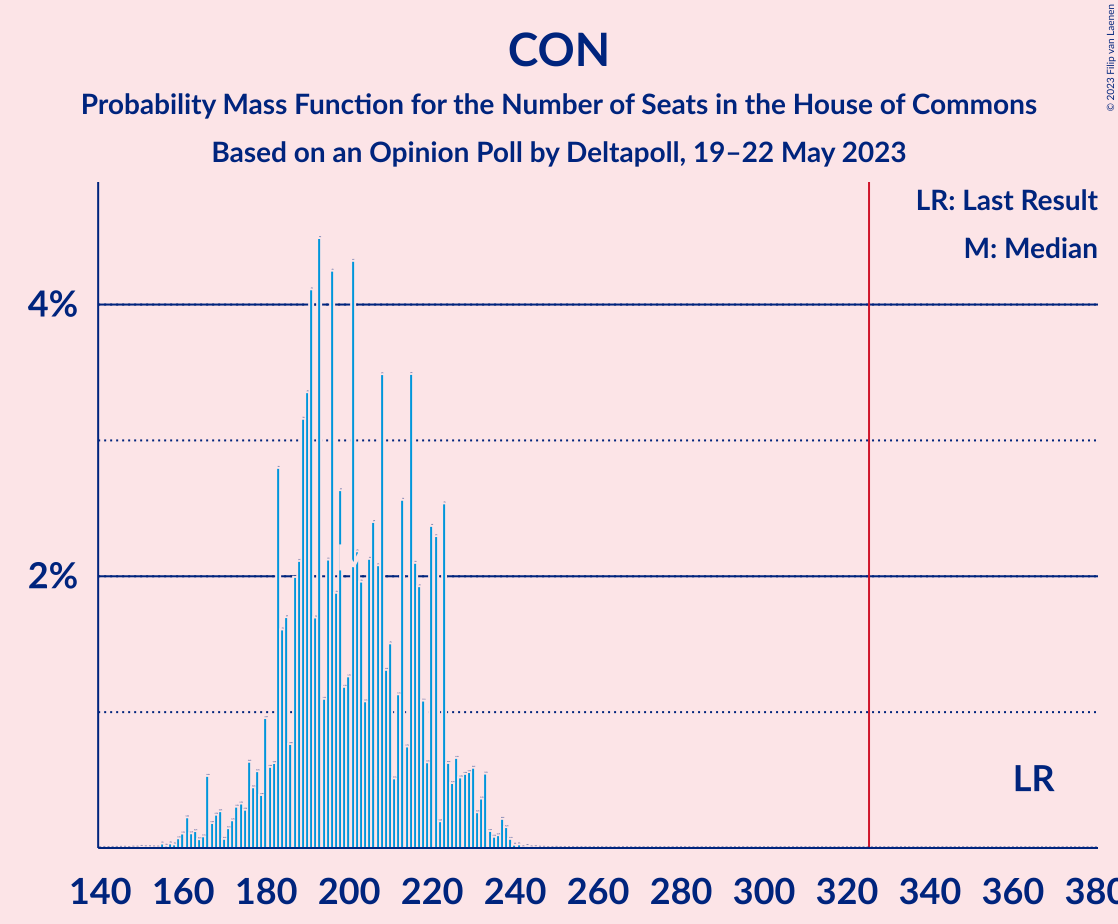 CON
Probability Mass Function for the Number of Seats in the House of Commons
Based on an Opinion Poll by Deltapoll, 19–22 May 2023
© 2023 Filip van Laenen
LR: Last Result
M: Median
4%
2%
LR
140 160 180 200 220 240 260 280 300 320 340 360 380